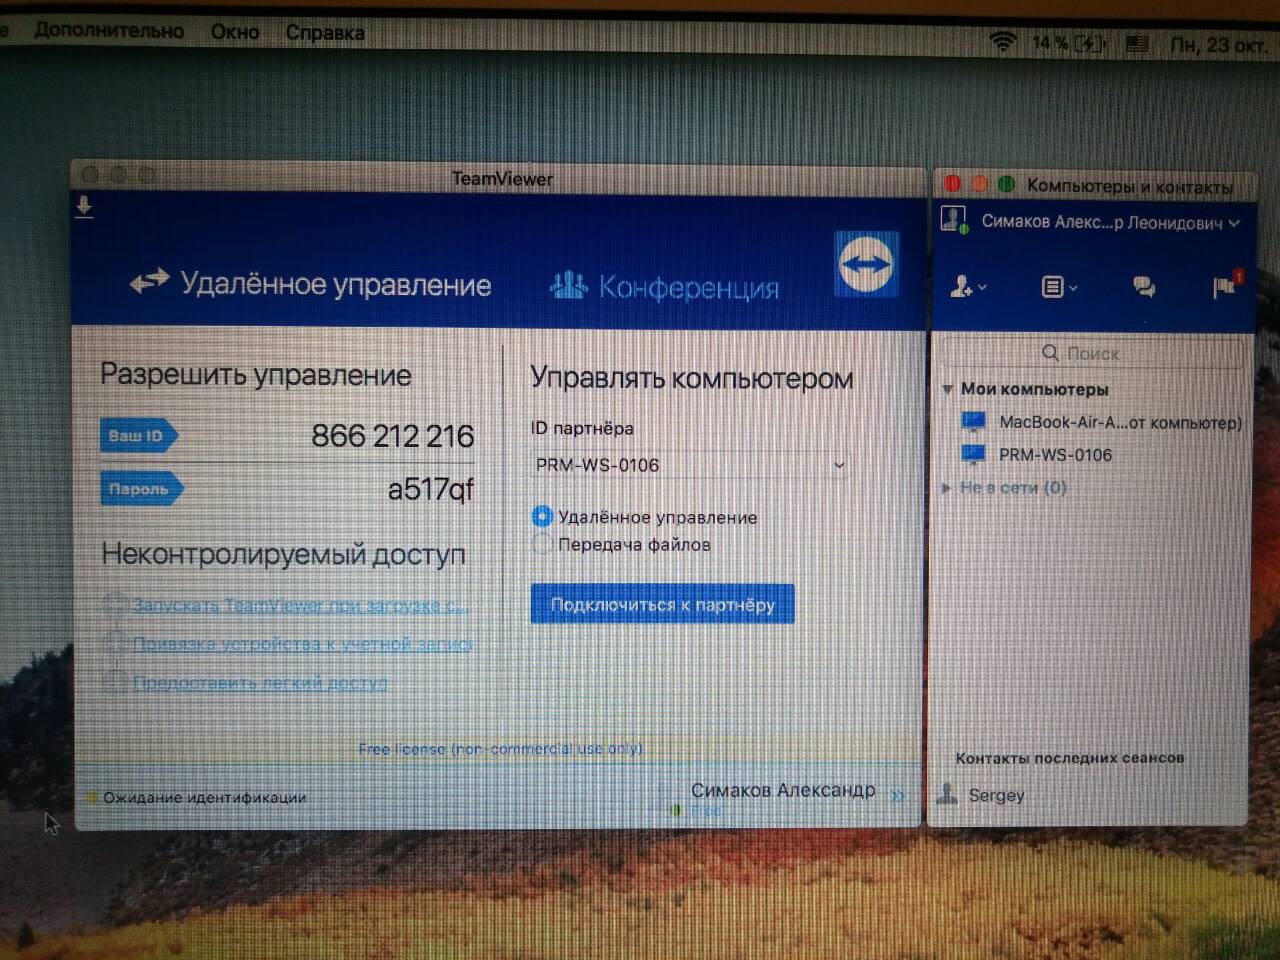 Дополнительно Окно Справка
14 % Пн, 23 окт.
TeamViewer
Удалённое управление
Конференция
Разрешить управление
Ваш ID 866 212 216
Пароль a517qf
Неконтролируемый доступ
Запускать TeamViewer при загрузке с...
Привязка устройства к учетной запис
Предоставить легкий доступ
Управлять компьютером
ID партнёра
PRM-WS-0106
Удалённое управление
Передача файлов
Подключиться к партнёру
Free license (non-commercial use only)
Ожидание идентификации
Симаков Александр
Free
Компьютеры и контакты
Симаков Алекс...р Леонидович
1
Поиск
Мои компьютеры
MacBook-Air-A...от компьютер)
PRM-WS-0106
Не в сети (0)
Контакты последних сеансов
Sergey